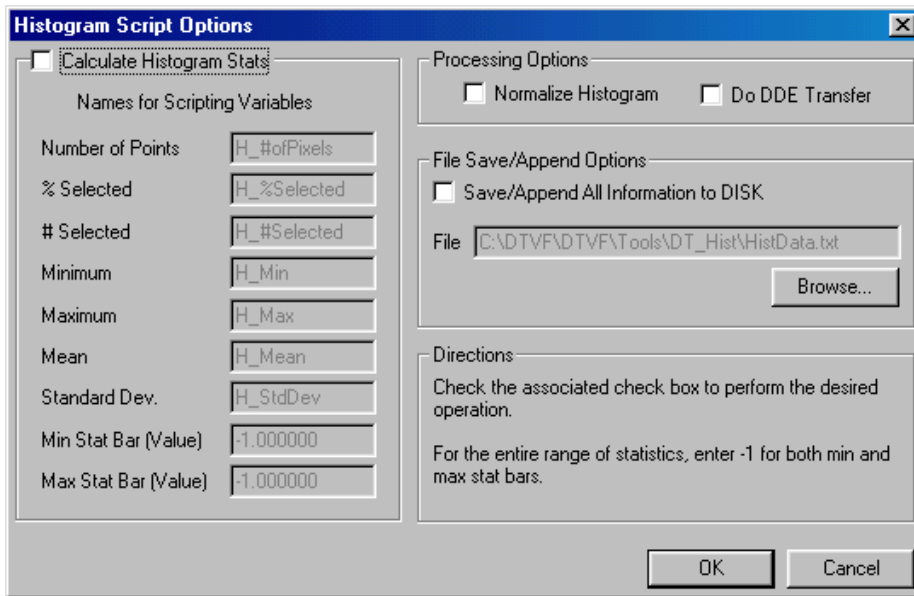 Histogram Script Options
Calculate Histogram Stats
Names for Scripting Variables
Number of Points H_#ofPixels
% Selected H_%Selected
# Selected H_#Selected
Minimum H_Min
Maximum H_Max
Mean H_Mean
Standard Dev. H_StdDev
Min Stat Bar (Value) -1.000000
Max Stat Bar (Value) -1.000000
Processing Options
Normalize Histogram Do DDE Transfer
File Save/Append Options
Save/Append All Information to DISK
File C:\DTVF\DTVF\Tools\DT_Hist\HistData.txt
Browse...
Directions
Check the associated check box to perform the desired
operation.
For the entire range of statistics, enter -1 for both min and
max stat bars.
OK Cancel